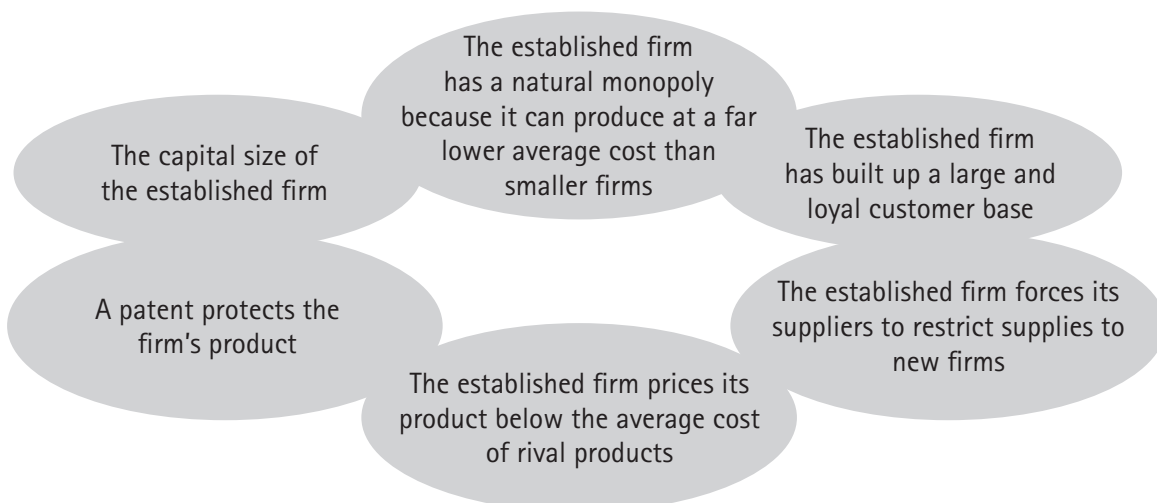 The established firm
has a natural monopoly
because it can produce at a far
lower average cost than
smaller firms
The capital size of
the established firm
The established firm
has built up a large and
loyal customer base
A patent protects the
firm's product
The established firm forces its
suppliers to restrict supplies to
new firms
The established firm prices its
product below the average cost
of rival products